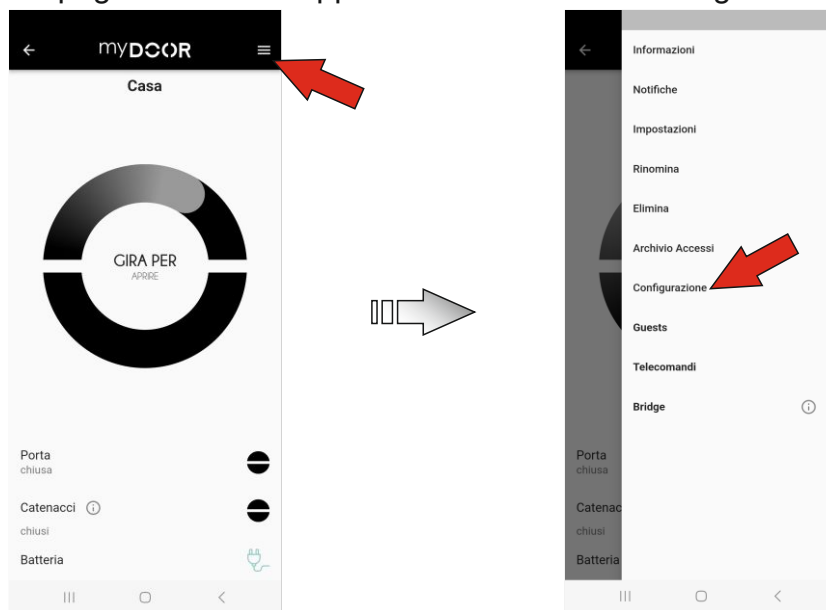 myDOOR
Casa
GIRA PER
APRIRE
Porta
chiusa
Catenacci
chiusi
Batteria
Informazioni
Notifiche
Impostazioni
Rinomina
Elimina
Archivio Accessi
Configurazione
Guests
Telecomandi
Bridge
Porta
chiusa
Catenac
chiusi
Batteria